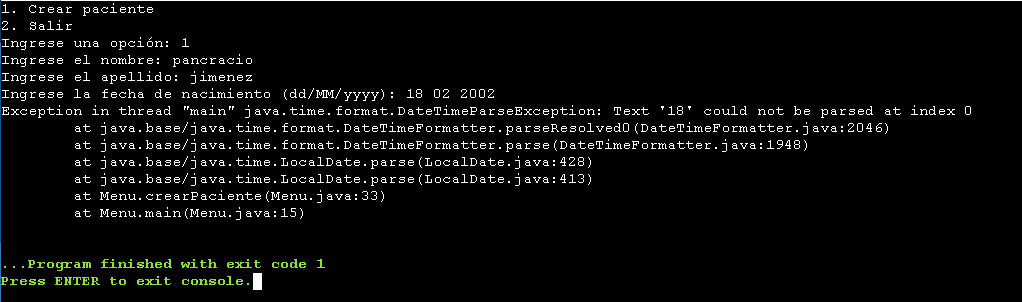 1. Crear paciente
2. Salir
Ingrese una opción: 1
Ingrese el nombre: pancracio
Ingrese el apellido: jimenez
Ingrese la fecha de nacimiento (dd/MM/yyyy): 18 02 2002
Exception in thread "main" java.time.format.DateTimeParseException: Text '18' could not be parsed at index 0
        at java.base/java.time.format.DateTimeFormatter.parseResolved0(DateTimeFormatter.java:2046)
        at java.base/java.time.format.DateTimeFormatter.parse(DateTimeFormatter.java:1948)
        at java.base/java.time.LocalDate.parse(LocalDate.java:428)
        at java.base/java.time.LocalDate.parse(LocalDate.java:413)
        at Menu.crearPaciente(Menu.java:33)
        at Menu.main(Menu.java:15)
...Program finished with exit code 1
Press ENTER to exit console.